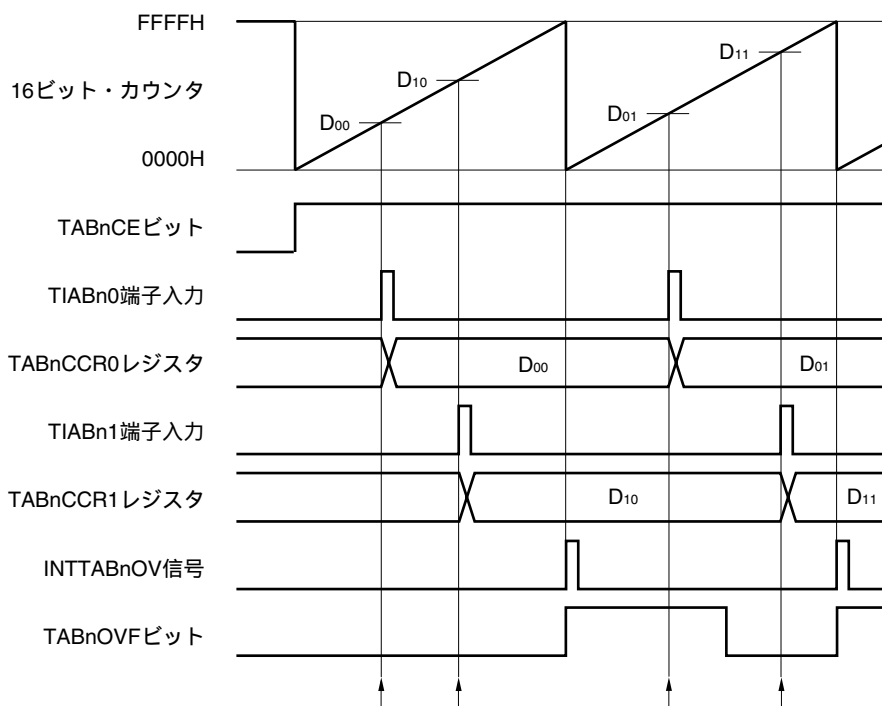 FFFFH
16ビット・カウンタ
0000H
D00
D10
D01
D11
TABnCEビット
TIABn0端子入力
TABnCCR0レジスタ
D00
D01
TIABn1端子入力
TABnCCR1レジスタ
D10
D11
INTTABnOV信号
TABnOVFビット